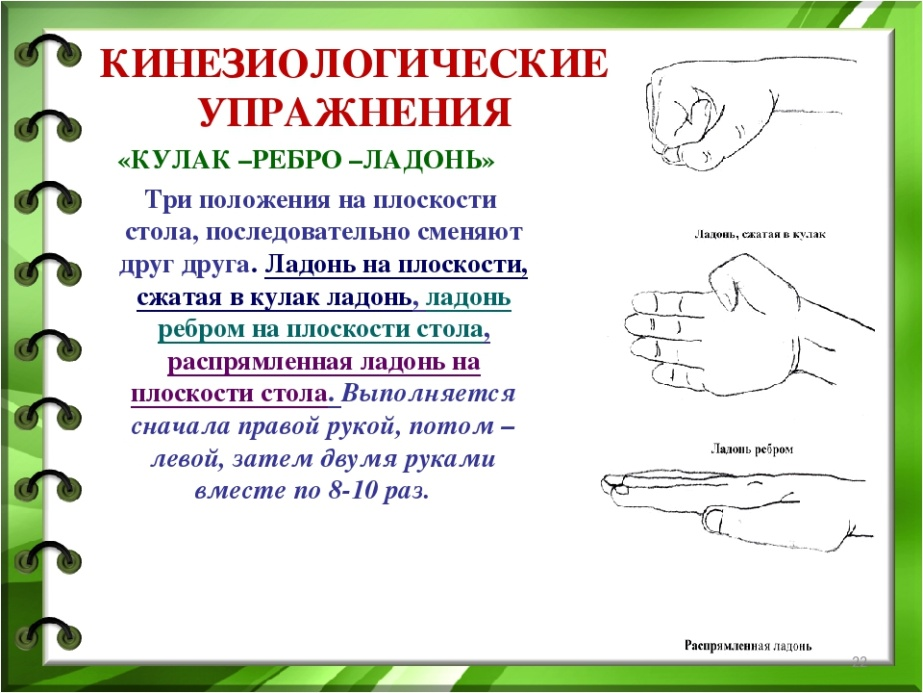 КИНЕЗИОЛОГИЧЕСКИЕ
УПРАЖНЕНИЯ
«КУЛАК –РЕБРО –ЛАДОНЬ»
Три положения на плоскости
стола, последовательно сменяют
друг друга. Ладонь на плоскости,
сжатая в кулак ладонь, ладонь
ребром на плоскости стола,
распрямленная ладонь на
плоскости стола. Выполняется
сначала правой рукой, потом –
левой, затем двумя руками
вместе по 8-10 раз.
Ладонь, сжатая в кулак
Ладонь ребром
Распрямленная ладонь
22